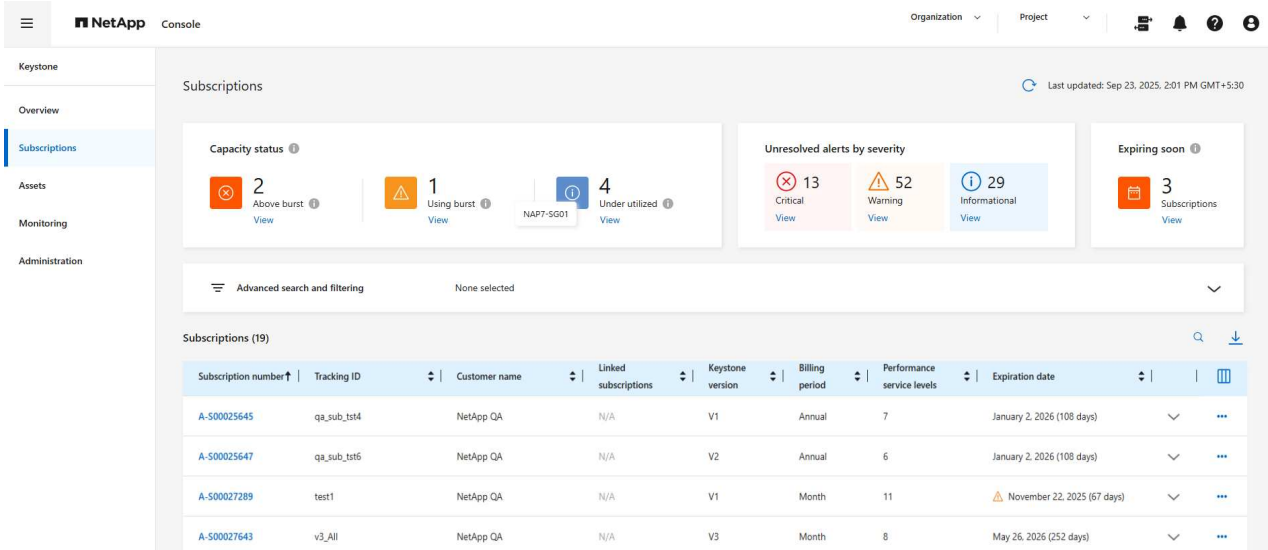 NetApp Console Organization Project
Keystone
Overview
Subscriptions
Assets
Monitoring
Administration
Subscriptions
Last updated: Sep 23, 2025, 2:01 PM GMT+5:30
Capacity status
2
Above burst
View
1
Using burst
View
4
Under utilized
View
NAP7-SG01
Unresolved alerts by severity
13
Critical
View
52
Warning
View
29
Informational
View
Expiring soon
3
Subscriptions
View
Advanced search and filtering None selected
Subscriptions (19)
Subscription number Tracking ID Customer name Linked subscriptions Keystone version Billing period Performance service levels Expiration date
A-S00025645 qa_sub_tst4 NetApp QA N/A V1 Annual 7 January 2, 2026 (108 days)
A-S00025647 qa_sub_tst6 NetApp QA N/A V2 Annual 6 January 2, 2026 (108 days)
A-S00027289 test1 NetApp QA N/A V1 Month 11 November 22, 2025 (67 days)
A-S00027643 v3_All NetApp QA N/A V3 Month 8 May 26, 2026 (252 days)